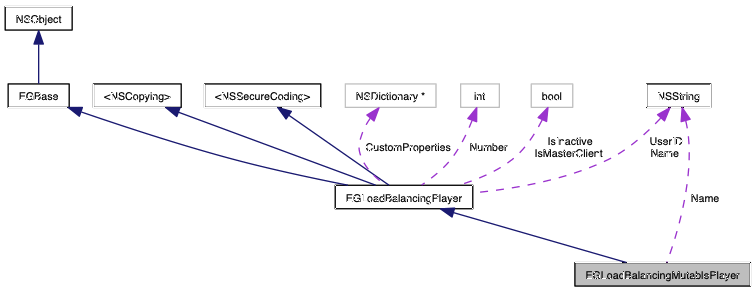 NSObject
EGBase
<NSCopying>
<NSSecureCoding>
NSDictionary *
int
bool
NSString
CustomProperties
Number
IsInactive
IsMasterClient
UserID
Name
EGLoadBalancingPlayer
Name
EGLoadBalancingMutablePlayer